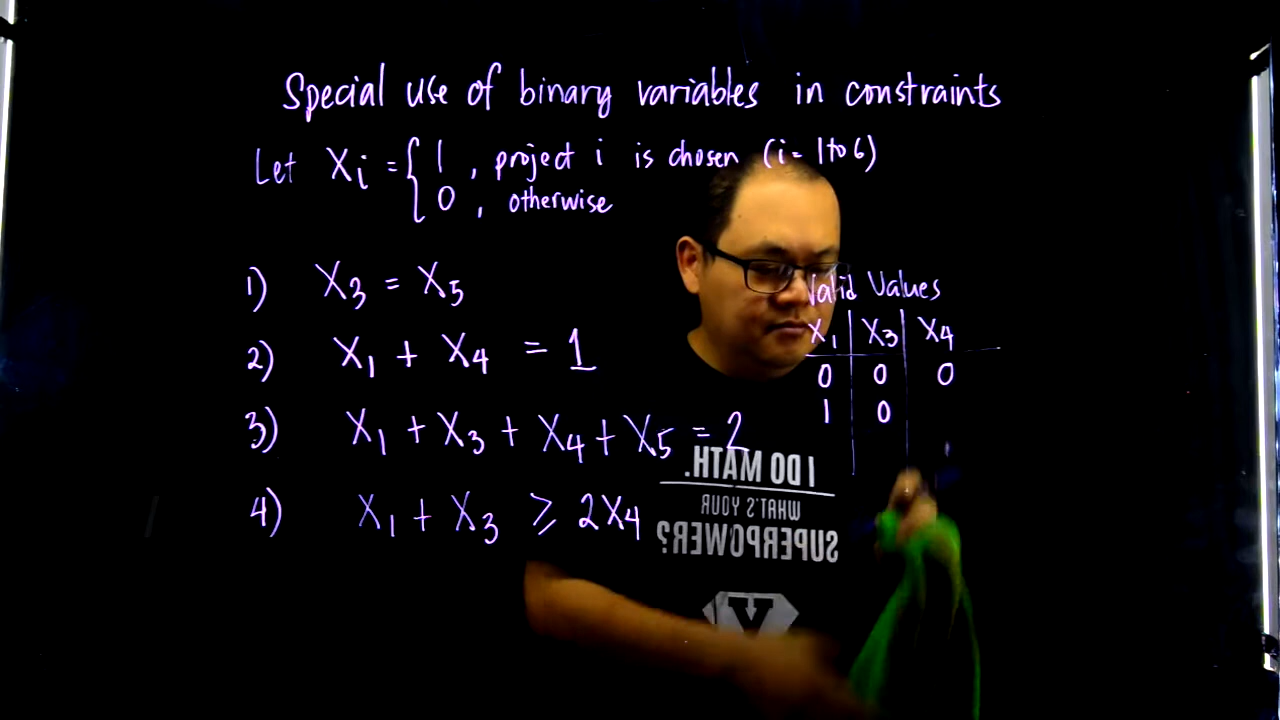 Special use of binary variables in constraints
Let Xi = { 1 , project i is chosen (i = 1 to 6)
0 , otherwise
1) X3 = X5
2) X1 + X4 = 1
3) X1 + X3 + X4 + X5 = 2
4) X1 + X3 ≥ 2X4
Valid Values
X1 X3 X4
0 0 0
1 0
I DO MATH.
WHAT'S YOUR
SUPERPOWER?